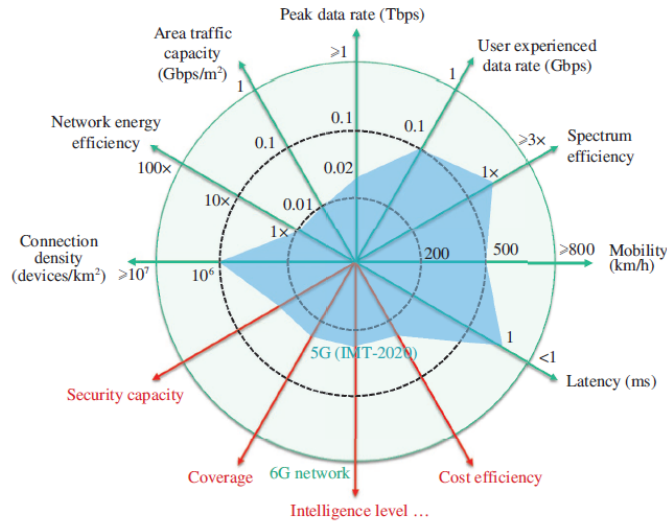 Peak data rate (Tbps)
Area traffic
capacity
(Gbps/m²)
User experienced
data rate (Gbps)
⩾1
1
1
Network energy
efficiency
0.1
0.1
0.1
⩾3×
Spectrum
efficiency
100×
0.02
1×
10×
0.01
1×
Connection
density
(devices/km²)
⩾10⁷
10⁶
200
500
⩾800
Mobility
(km/h)
5G (IMT-2020)
1
<1
Latency (ms)
Security capacity
Coverage
6G network
Cost efficiency
Intelligence level ...